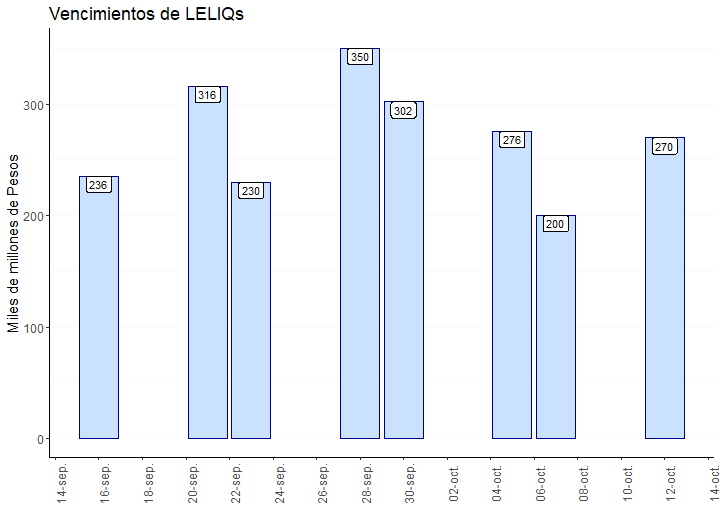 Vencimientos de LELIQs
Miles de millones de Pesos
300
200
100
0
236
316
230
350
302
276
200
270
14-sep.
16-sep.
18-sep.
20-sep.
22-sep.
24-sep.
26-sep.
28-sep.
30-sep.
02-oct.
04-oct.
06-oct.
08-oct.
10-oct.
12-oct.
14-oct.